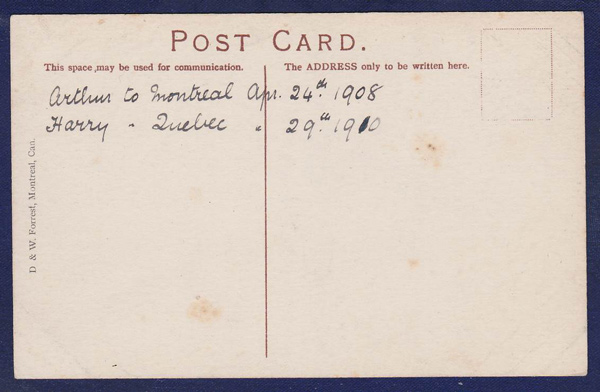 POST CARD.
This space, may be used for communication.
The ADDRESS only to be written here.
Arthur to Montreal Apr. 24th 1908
Harry - Quebec " 29th 1910
D & W. Forrest, Montreal, Can.